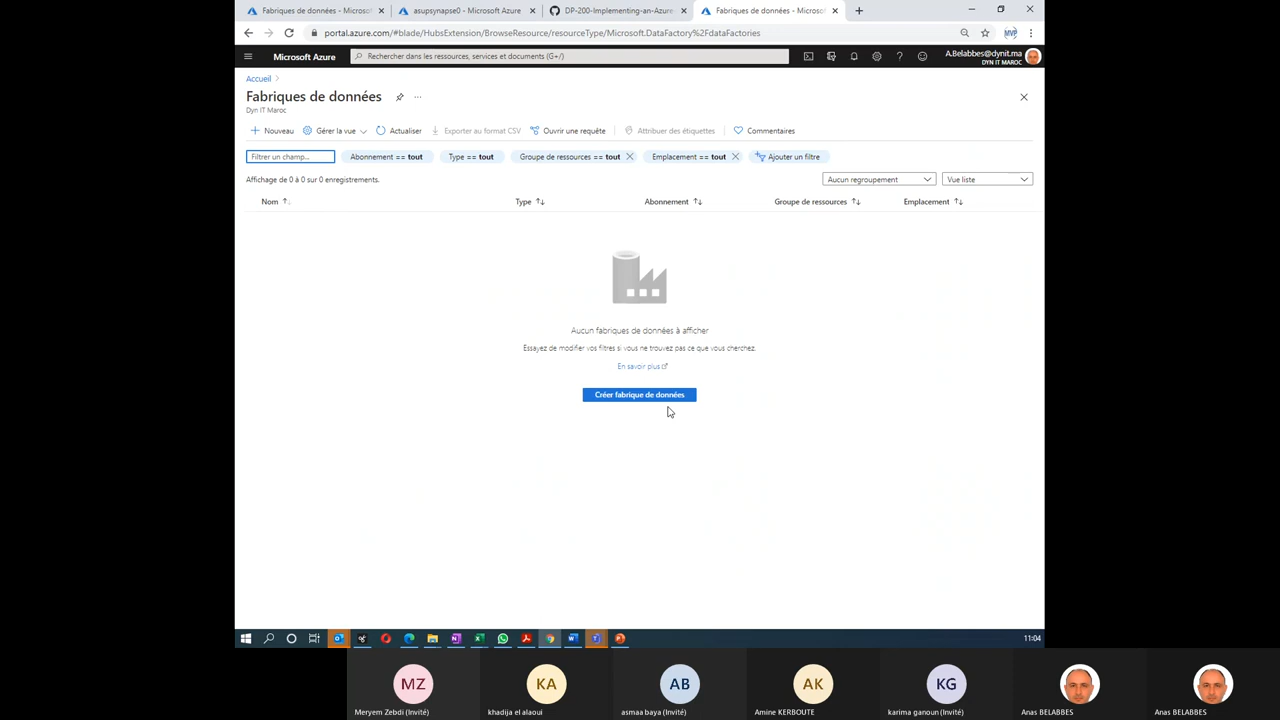 Fabriques de données - Microsof
asupsynapse0 - Microsoft Azure
DP-200-Implementing-an-Azure
Fabriques de données - Microsof
portal.azure.com/#blade/HubsExtension/BrowseResource/resourceType/Microsoft.DataFactory%2FdataFactories
MVP
Microsoft Azure
Rechercher dans les ressources, services et documents (G+/)
A.Belabbes@dynit.ma
DYN IT MAROC
Accueil
Fabriques de données
Dyn IT Maroc
Nouveau
Gérer la vue
Actualiser
Exporter au format CSV
Ouvrir une requête
Attribuer des étiquettes
Commentaires
Filtrer un champ...
Abonnement == tout
Type == tout
Groupe de ressources == tout
Emplacement == tout
Ajouter un filtre
Affichage de 0 à 0 sur 0 enregistrements.
Aucun regroupement
Vue liste
Nom
Type
Abonnement
Groupe de ressources
Emplacement
Aucun fabriques de données à afficher
Essayez de modifier vos filtres si vous ne trouvez pas ce que vous cherchez.
En savoir plus
Créer fabrique de données
11:04
MZ
KA
AB
AK
KG
Meryem Zebdi (Invité)
khadija el alaoui
asmaa baya (Invité)
Amine KERBOUTE
karima ganoun (Invité)
Anas BELABBES
Anas BELABBES